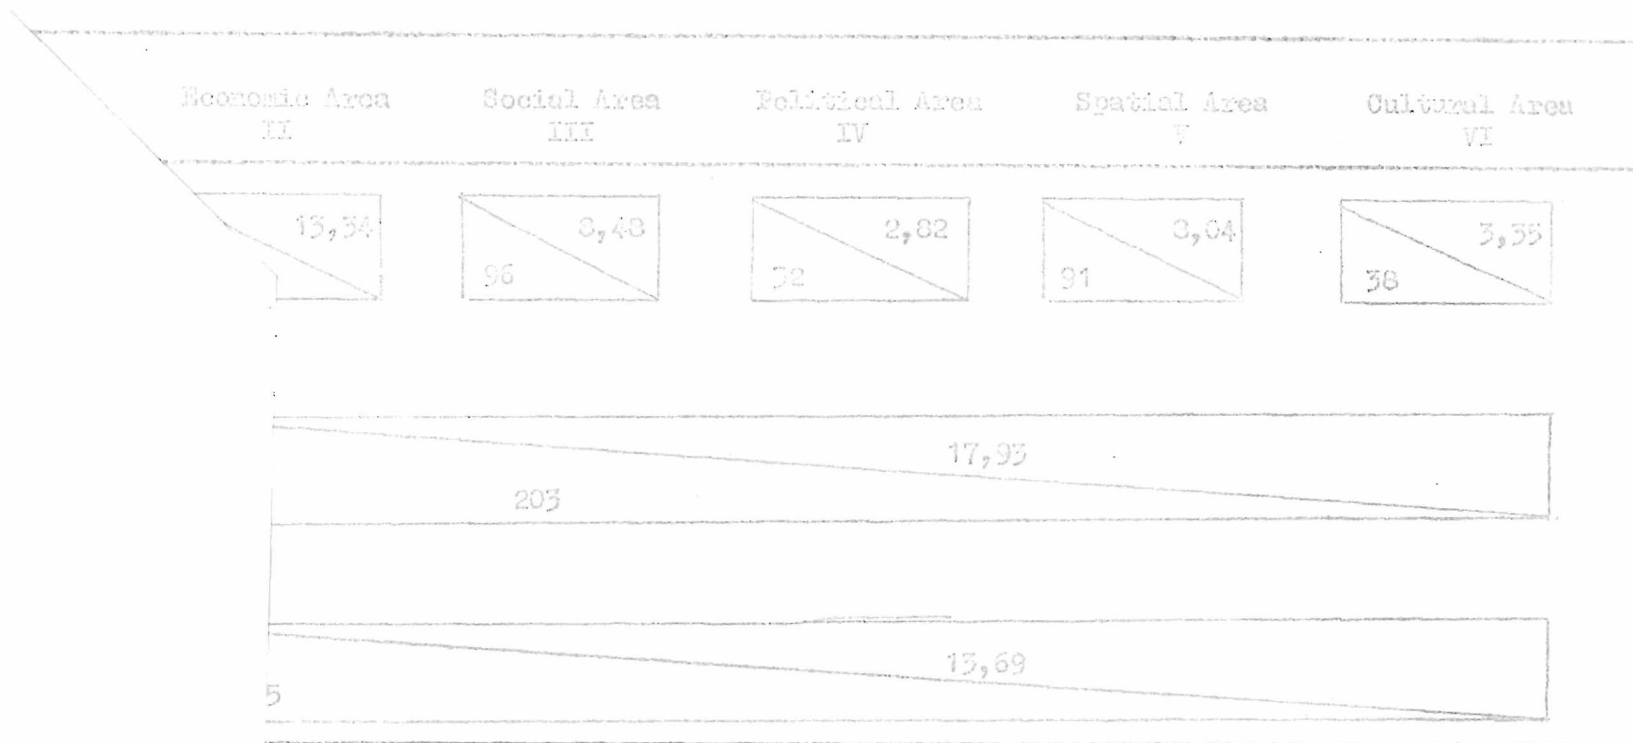 Economic Area Social Area Political Area Spatial Area Cultural Area
II III IV V VI
13,34 8,48 2,82 8,04 3,35
96 32 91 38
17,93
203
13,69
5